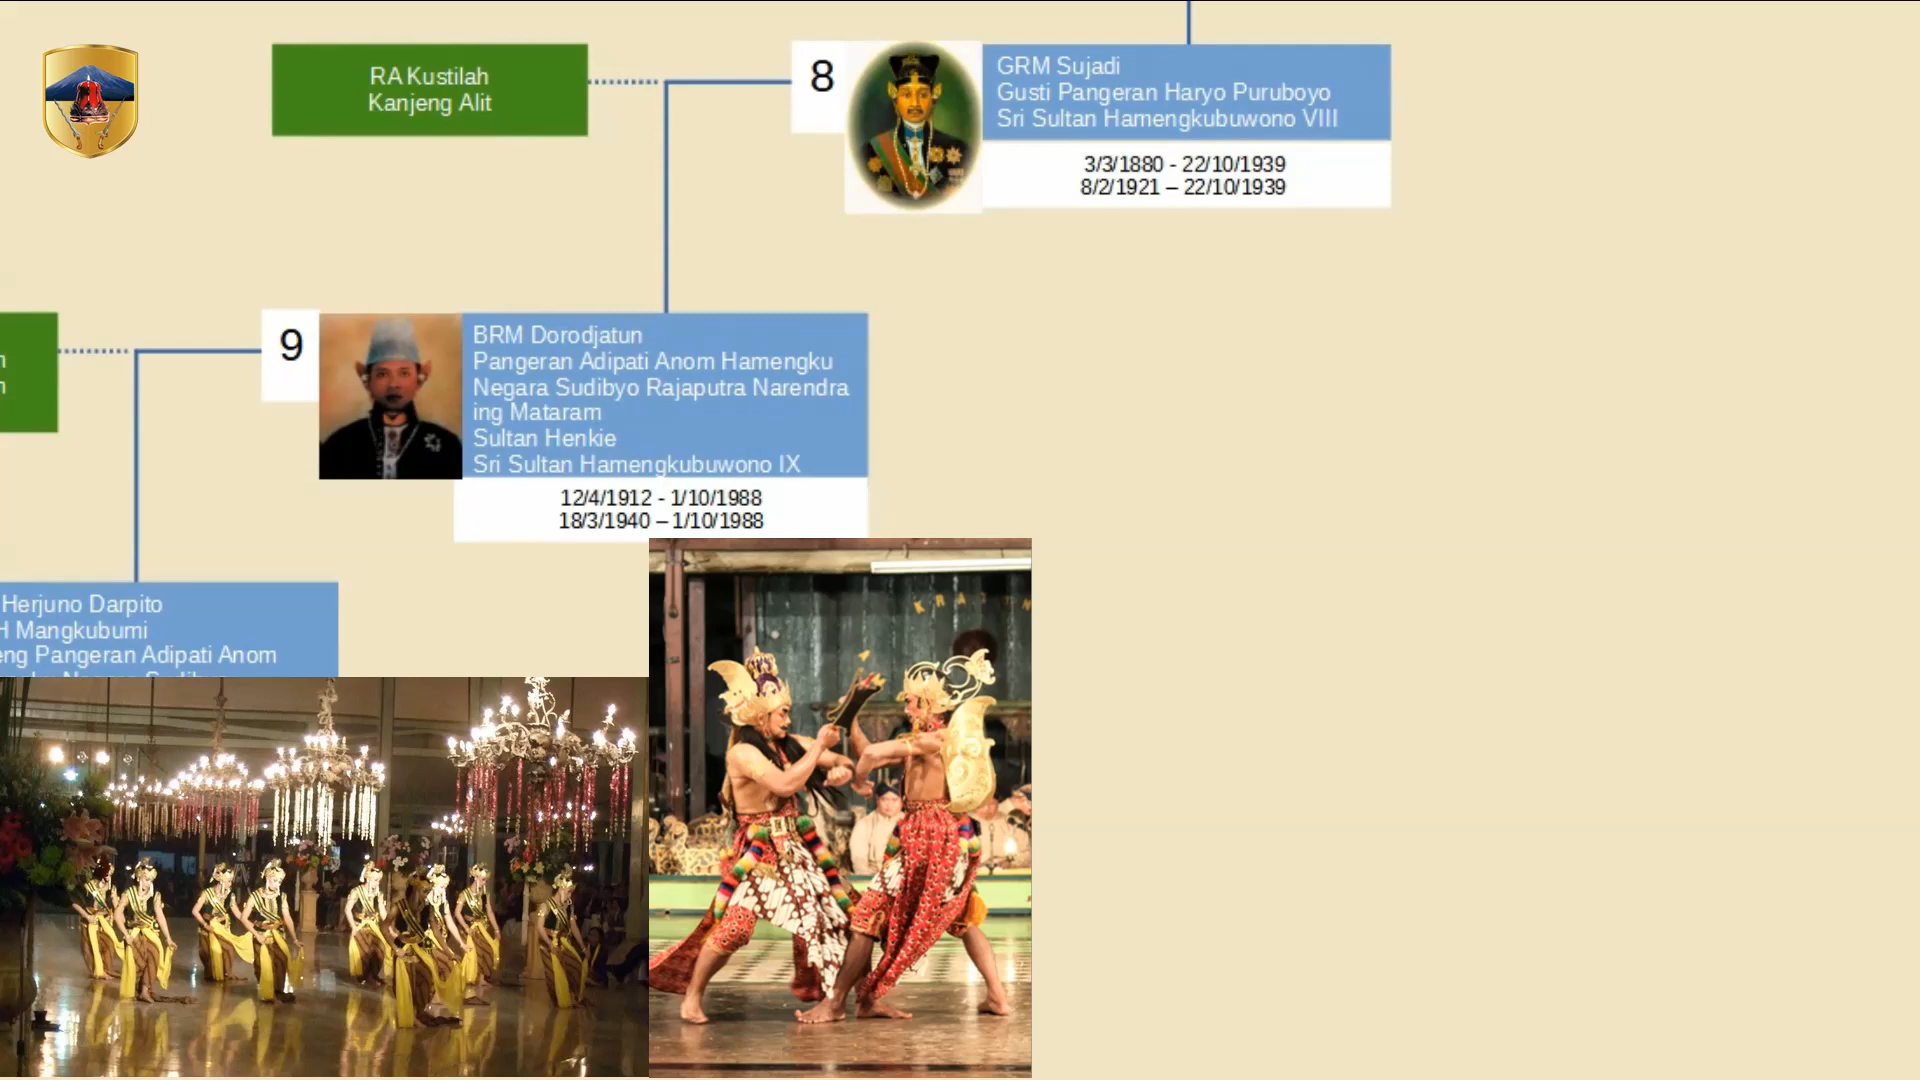 RA Kustilah
Kanjeng Alit
8
GRM Sujadi
Gusti Pangeran Haryo Puruboyo
Sri Sultan Hamengkubuwono VIII
3/3/1880 - 22/10/1939
8/2/1921 – 22/10/1939
9
BRM Dorodjatun
Pangeran Adipati Anom Hamengku
Negara Sudibyo Rajaputra Narendra
ing Mataram
Sultan Henkie
Sri Sultan Hamengkubuwono IX
12/4/1912 - 1/10/1988
18/3/1940 – 1/10/1988
Herjuno Darpito
H Mangkubumi
eng Pangeran Adipati Anom